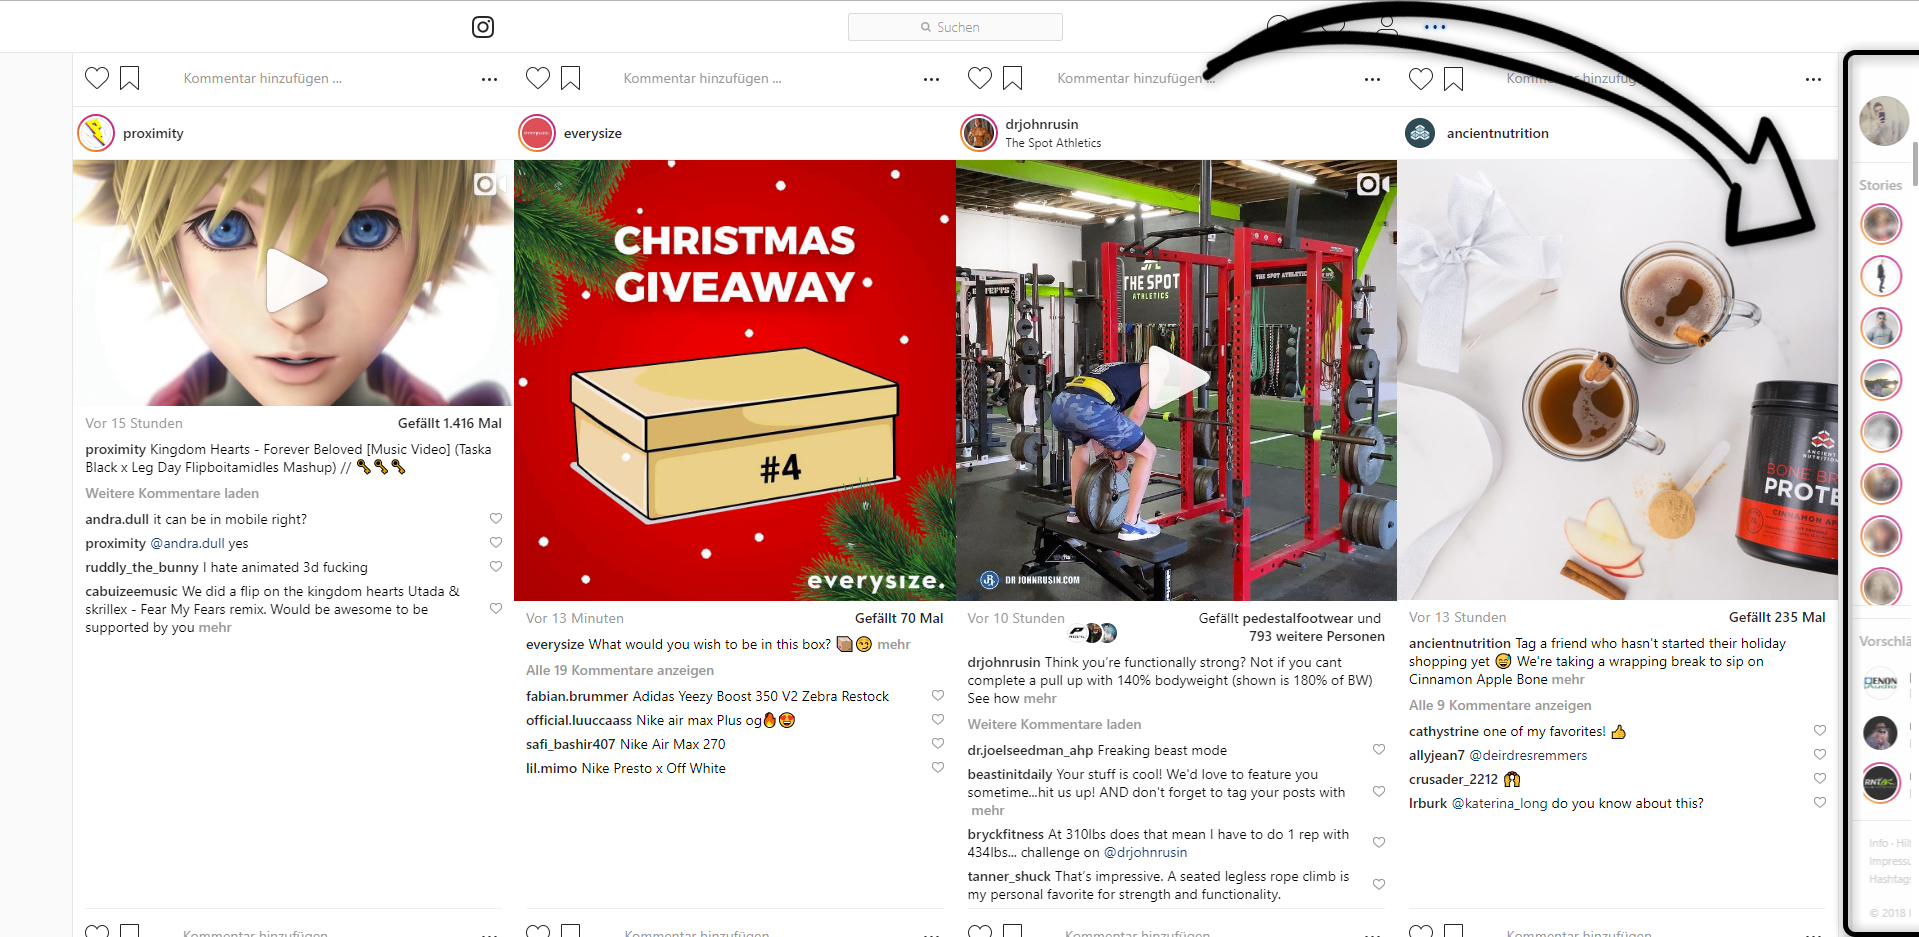 Suchen
Kommentar hinzufügen ...
Kommentar hinzufügen ...
Kommentar hinzufügen ...
Kommentar hinzufügen
proximity
Vor 15 Stunden
Gefällt 1.416 Mal
proximity Kingdom Hearts - Forever Beloved [Music Video] (Taska
Black x Leg Day Flipboitamidles Mashup) // 🗝🗝🗝
Weitere Kommentare laden
andra.dull it can be in mobile right?
proximity @andra.dull yes
ruddly_the_bunny I hate animated 3d fucking
cabuizeemusic We did a flip on the kingdom hearts Utada &
skrillex - Fear My Fears remix. Would be awesome to be
supported by you mehr
Kommentar hinzufügen
everysize
CHRISTMAS
GIVEAWAY
#4
everysize.
Vor 13 Minuten
Gefällt 70 Mal
everysize What would you wish to be in this box? 📦😏 mehr
Alle 19 Kommentare anzeigen
fabian.brummer Adidas Yeezy Boost 350 V2 Zebra Restock
official.luuccaass Nike air max Plus og🔥😍
safi_bashir407 Nike Air Max 270
lil.mimo Nike Presto x Off White
Kommentar hinzufügen
drjohnrusin
The Spot Athletics
THE SPOT
ATHLETICS
THE SPOT ATHLETICS
JR DR JOHNRUSIN.COM
Vor 10 Stunden
Gefällt pedestalfootwear und
793 weitere Personen
drjohnrusin Think you’re functionally strong? Not if you cant
complete a pull up with 140% bodyweight (shown is 180% of BW)
See how mehr
Weitere Kommentare laden
dr.joelseedman_ahp Freaking beast mode
beastinitdaily Your stuff is cool! We'd love to feature you
sometime...hit us up! AND don't forget to tag your posts with
mehr
bryckfitness At 310lbs does that mean I have to do 1 rep with
434lbs... challenge on @drjohnrusin
tanner_shuck That’s impressive. A seated legless rope climb is
my personal favorite for strength and functionality.
Kommentar hinzufügen
ancientnutrition
ANCIENT
NUTRITION
BONE BR
PROTE
CINNAMON AP
Vor 13 Stunden
Gefällt 235 Mal
ancientnutrition Tag a friend who hasn't started their holiday
shopping yet 😅 We're taking a wrapping break to sip on
Cinnamon Apple Bone mehr
Alle 9 Kommentare anzeigen
cathystrine one of my favorites! 👍
allyjean7 @deirdresremmers
crusader_2212 🙆
lrburk @katerina_long do you know about this?
Kommentar hinzufügen
Stories
Vorschlä
DENON
Audio
RNT
Info · Hilf
Impressu
Hashtags
© 2018 I